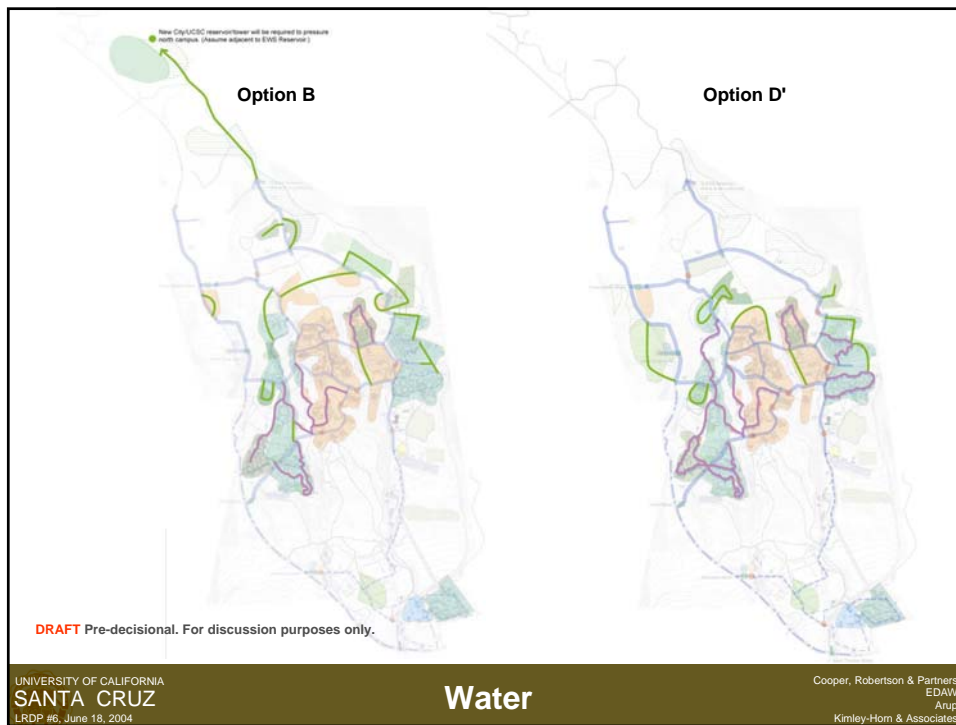 New City/UCSC reservoir/tower will be required to pressure
north campus. (Assume adjacent to EWS Reservoir.)
Option B
Option D'
DRAFT Pre-decisional. For discussion purposes only.
UNIVERSITY OF CALIFORNIA
SANTA CRUZ
LRDP #6, June 18, 2004
Water
Cooper, Robertson & Partners
EDAW
Arup
Kimley-Horn & Associates